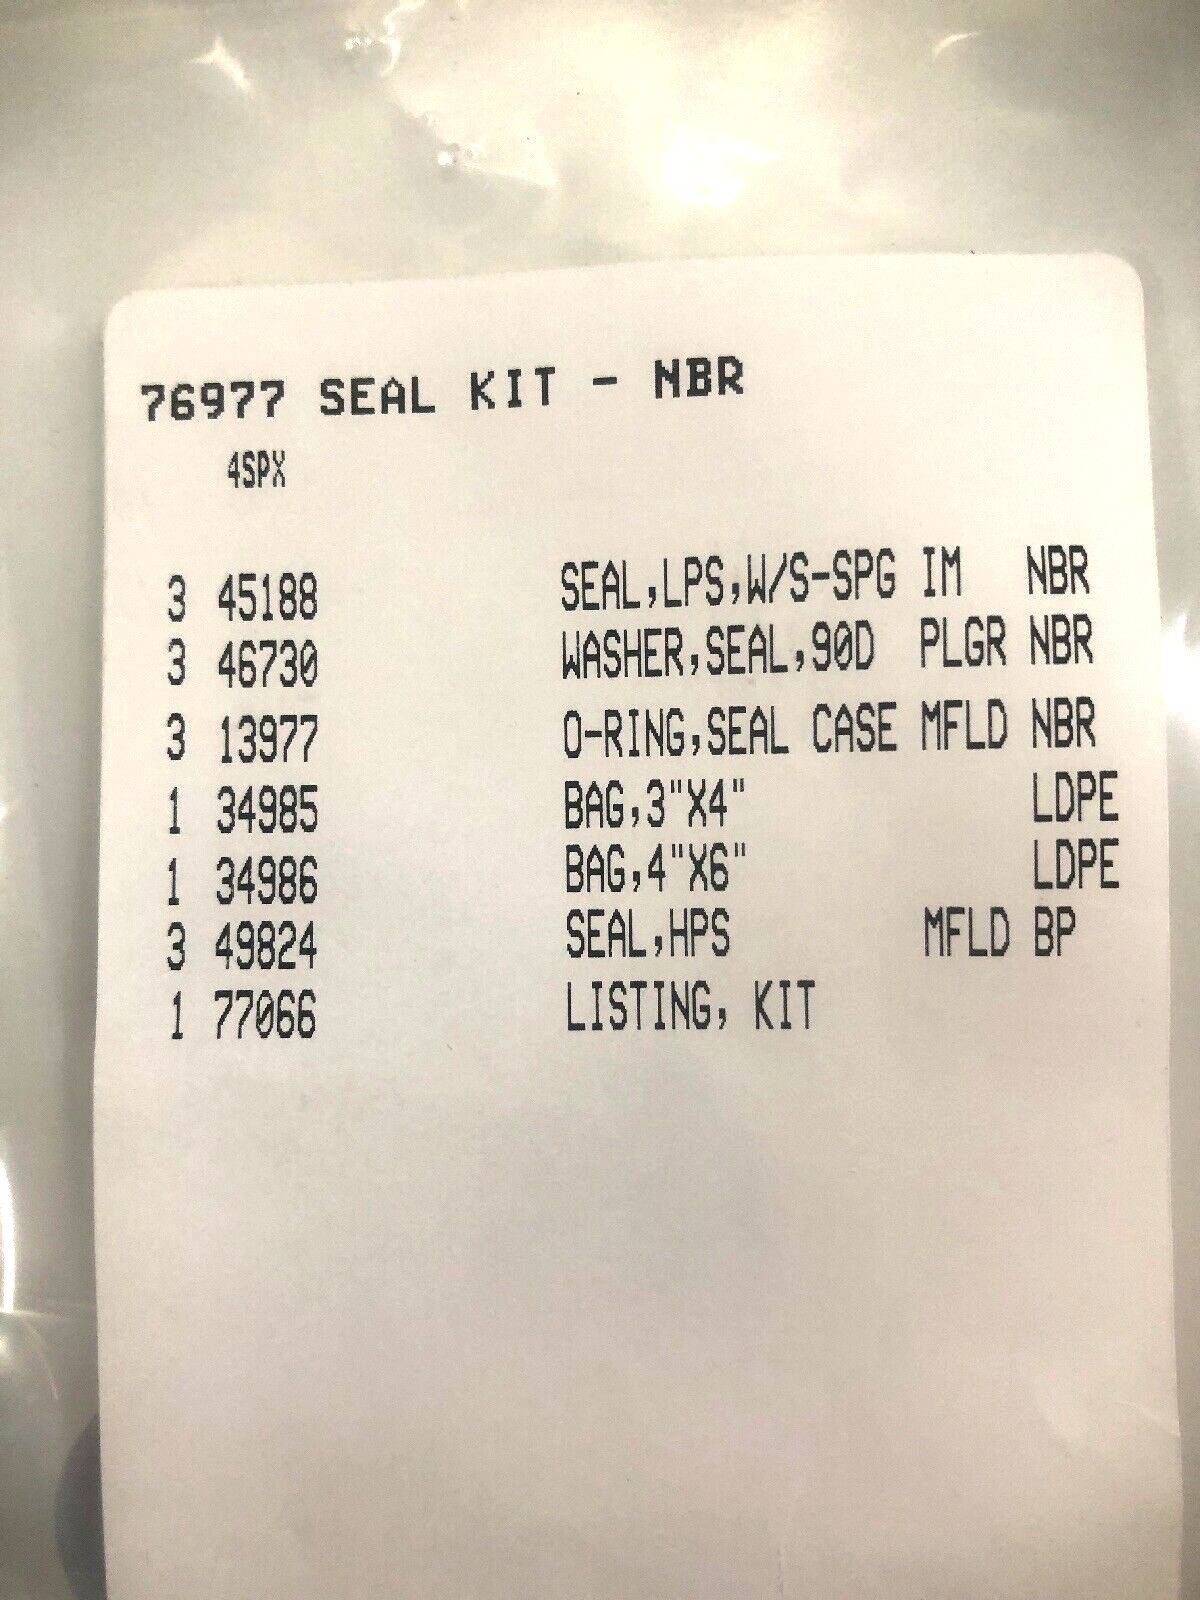 76977 SEAL KIT - NBR
4SPX
3 45188 SEAL,LPS,W/S-SPG IM NBR
3 46730 WASHER,SEAL,90D PLGR NBR
3 13977 O-RING,SEAL CASE MFLD NBR
1 34985 BAG,3"X4" LDPE
1 34986 BAG,4"X6" LDPE
3 49824 SEAL,HPS MFLD BP
1 77066 LISTING, KIT